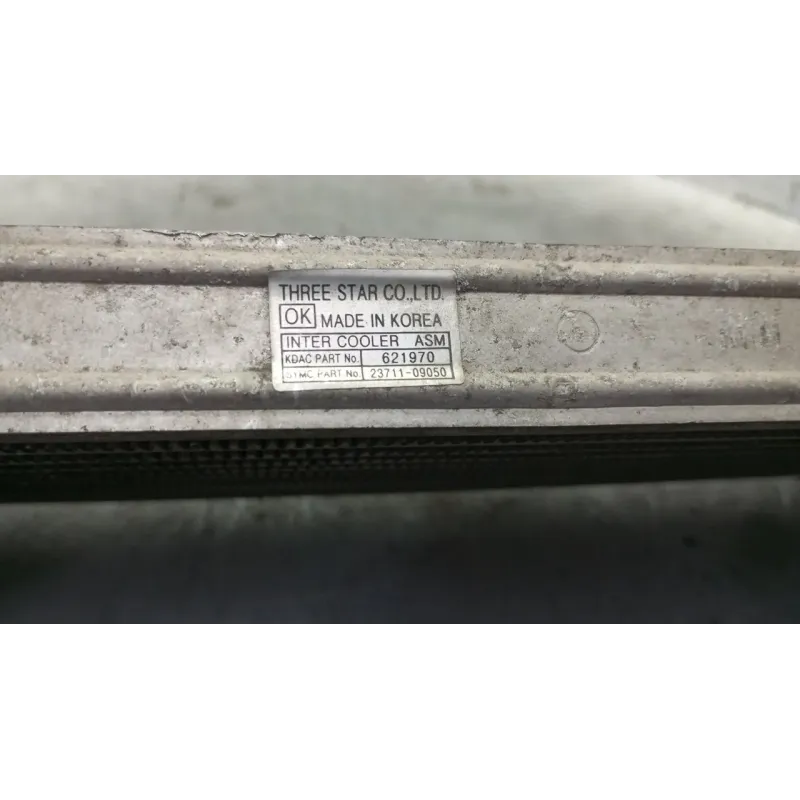 THREE STAR CO.,LTD.
OK MADE IN KOREA
INTER COOLER ASM
KDAC PART No. 621970
SYMC PART No. 23711-09050